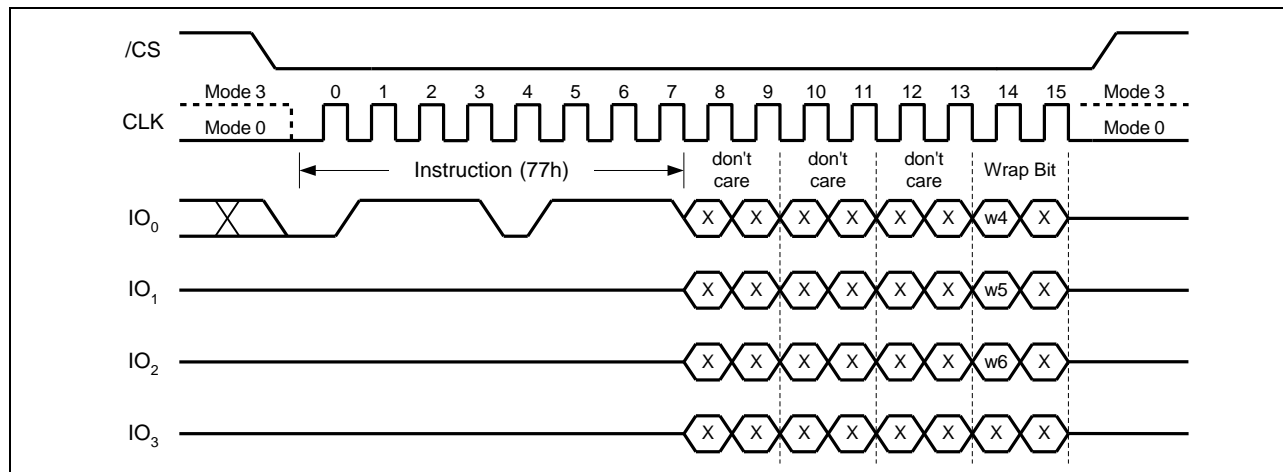 /CS
Mode 3 0 1 2 3 4 5 6 7 8 9 10 11 12 13 14 15 Mode 3
CLK Mode 0 Mode 0
Instruction (77h) don't care don't care don't care Wrap Bit
IO0 X X X X X X w4 X
IO1 X X X X X X w5 X
IO2 X X X X X X w6 X
IO3 X X X X X X X X